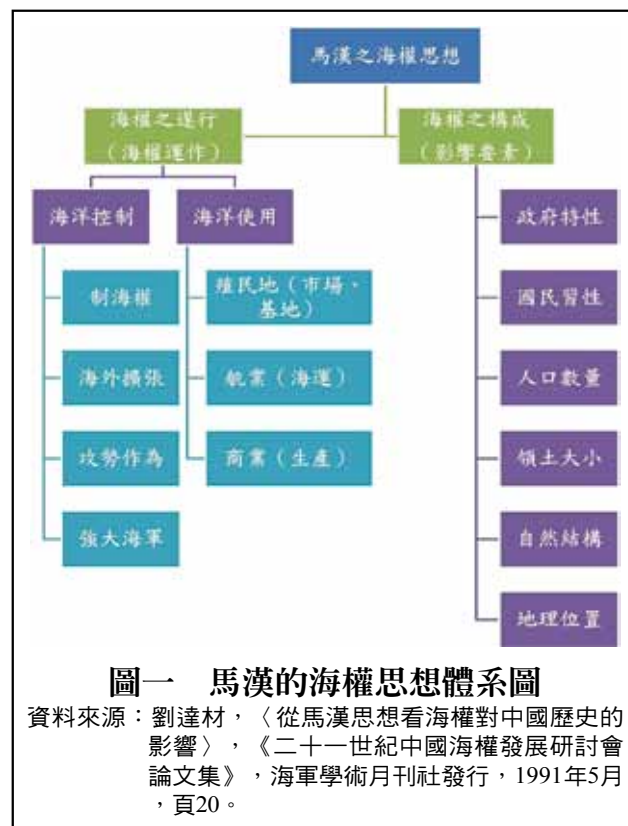 馬漢之海權思想
海權之遂行
(海權運作)
海權之構成
(影響要素)
海洋控制
制海權
海外擴張
攻勢作為
強大海軍
海洋使用
殖民地(市場、
基地)
航業(海運)
商業(生產)
政府特性
國民習性
人口數量
領土大小
自然結構
地理位置
圖一 馬漢的海權思想體系圖
資料來源:劉達材,〈從馬漢思想看海權對中國歷史的
影響〉,《二十一世紀中國海權發展研討會
論文集》,海軍學術月刊社發行,1991年5月
,頁20。